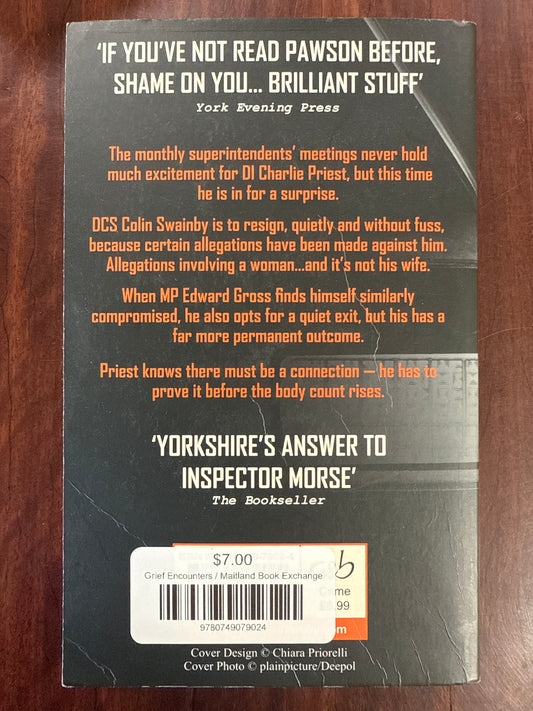 ‘IF YOU’VE NOT READ PAWSON BEFORE,
SHAME ON YOU... BRILLIANT STUFF’
York Evening Press
The monthly superintendents’ meetings never hold
much excitement for DI Charlie Priest, but this time
he is in for a surprise.
DCS Colin Swainby is to resign, quietly and without fuss,
because certain allegations have been made against him.
Allegations involving a woman...and it’s not his wife.
When MP Edward Gross finds himself similarly
compromised, he also opts for a quiet exit, but his has a
far more permanent outcome.
Priest knows there must be a connection — he has to
prove it before the body count rises.
‘YORKSHIRE’S ANSWER TO
INSPECTOR MORSE’
The Bookseller
$7.00
Grief Encounters / Maitland Book Exchange
9780749079024
Cover Design © Chiara Priorelli
Cover Photo © plainpicture/Deepol